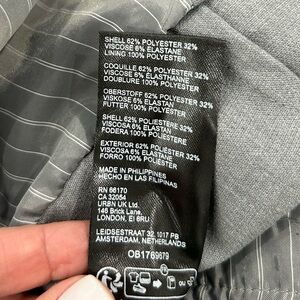 SHELL 62% POLYESTER 32%
VISCOSE 6% ELASTANE
LINING 100% POLYESTER
COQUILLE 62% POLYESTER 32%
VISCOSE 6% ELASTHANNE
DOUBLURE 100% POLYESTER
OBERSTOFF 62% POLYESTER 32%
VISKOSE 6% ELASTAN
FUTTER 100% POLYESTER
SHELL 62% POLIESTERE 32%
VISCOSA 6% ELASTAN
FODERA 100% POLIESTERE
EXTERIOR 62% POLIESTER 32%
VISCOSA 6% ELASTANO
FORRO 100% POLIESTER
MADE IN PHILIPPINES
HECHO EN LAS FILIPINAS
RN 66170
CA 32054
URBN UK Ltd.
146 Brick Lane,
LONDON, E1 6RU
LEIDSESTRAAT 32, 1017 PB
AMSTERDAM, NETHERLANDS
OB1769679